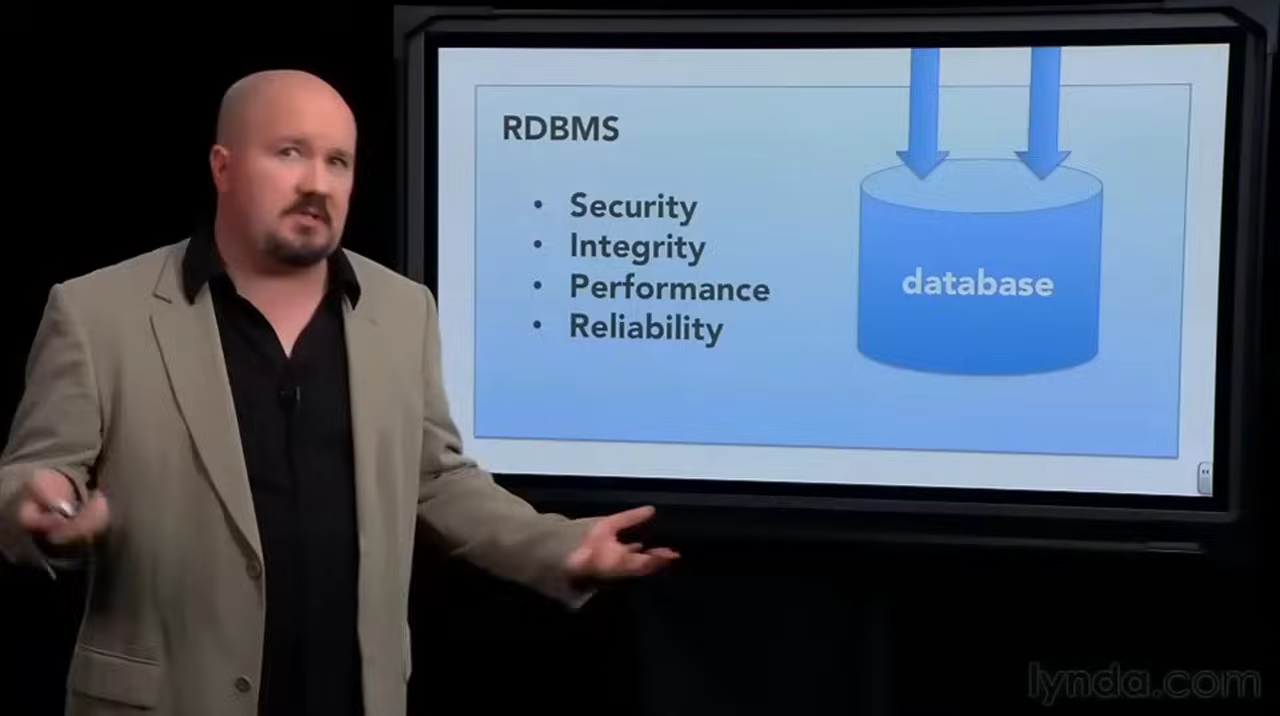 RDBMS
• Security
• Integrity
• Performance
• Reliability
database
lynda.com